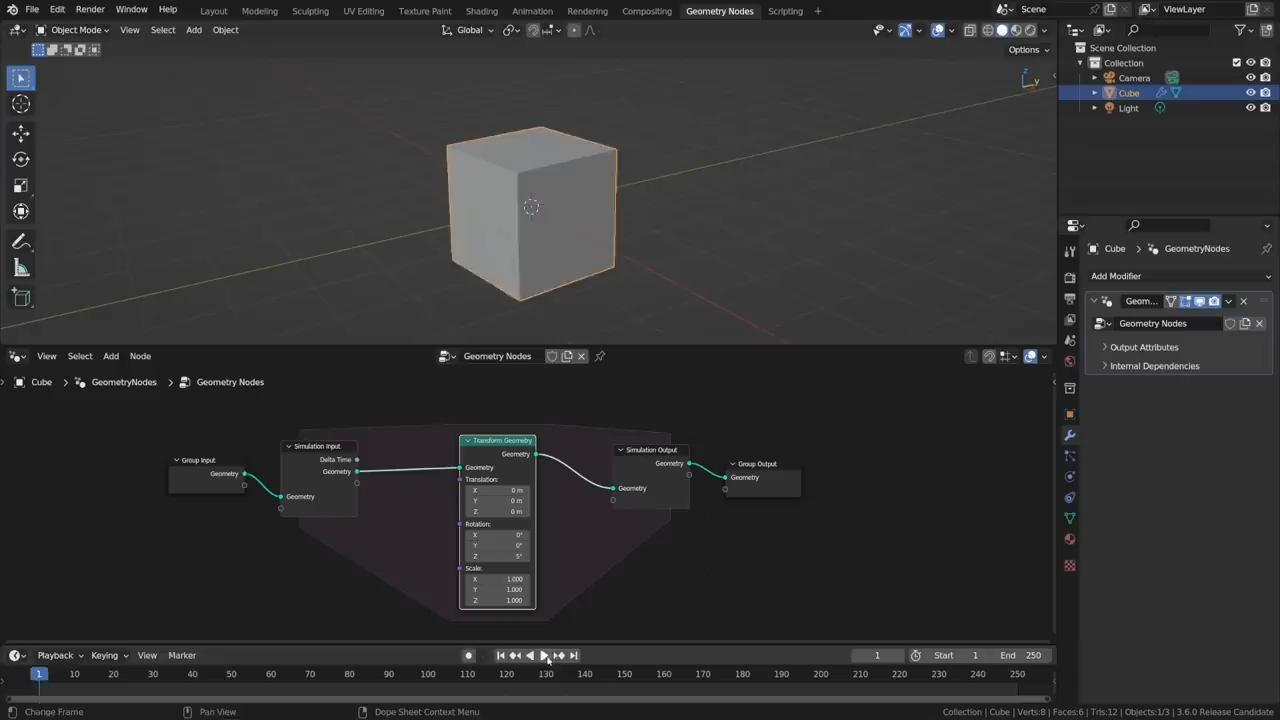 File Edit Render Window Help Layout Modeling Sculpting UV Editing Texture Paint Shading Animation Rendering Compositing Geometry Nodes Scripting + Scene ViewLayer
Object Mode View Select Add Object Global
Options
Scene Collection
Collection
Camera
Cube
Light
Z
Y
Cube GeometryNodes
Add Modifier
Geom...
Geometry Nodes
Output Attributes
Internal Dependencies
View Select Add Node Geometry Nodes
Cube GeometryNodes Geometry Nodes
Group Input
Geometry
Simulation Input
Delta Time
Geometry
Geometry
Transform Geometry
Geometry
Geometry
Translation:
X 0 m
Y 0 m
Z 0 m
Rotation:
X 0°
Y 0°
Z 5°
Scale:
X 1.000
Y 1.000
Z 1.000
Simulation Output
Geometry
Geometry
Group Output
Geometry
Playback Keying View Marker 1 Start 1 End 250
1 10 20 30 40 50 60 70 80 90 100 110 120 130 140 150 160 170 180 190 200 210 220 230 240 250
Change Frame Pan View Dope Sheet Context Menu Collection | Cube | Verts:8 | Faces:6 | Tris:12 | Objects:1/3 | 3.6.0 Release Candidate